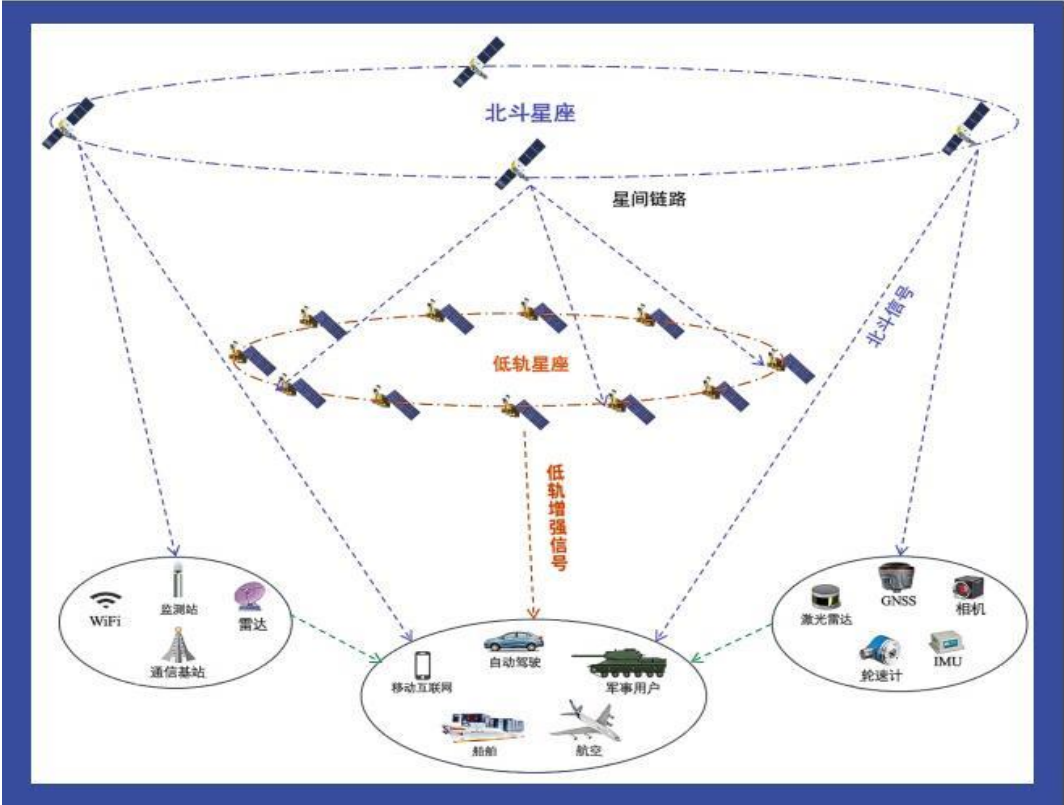 北斗星座
星间链路
北斗信号
低轨星座
低轨增强信号
WiFi
监测站
雷达
通信基站
移动互联网
自动驾驶
军事用户
船舶
航空
激光雷达
GNSS
相机
轮速计
IMU